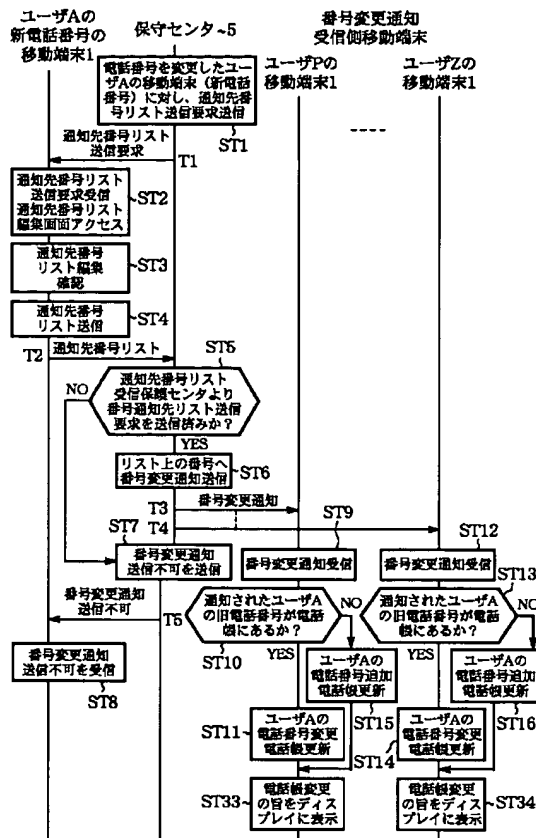 ユーザAの
新電話番号の
移動端末1
保守センタ~5
番号変更通知
受信側移動端末
ユーザPの
移動端末1
ユーザZの
移動端末1
電話番号を変更したユー
ザAの移動端末(新電話
番号)に対し、通知先番
号リスト送信要求送信
ST1
通知先番号リスト
送信要求
T1
通知先番号リスト
送信要求受信
通知先番号リスト
編集画面アクセス
ST2
通知先番号
リスト編集
確認
ST3
通知先番号
リスト送信
ST4
T2
通知先番号リスト
ST5
通知先番号リスト
受信保護センタより
番号通知先リスト送信
要求を送信済みか?
NO
YES
リスト上の番号へ
番号変更通知送信
ST6
T3
番号変更通知
T4
ST7
番号変更通知
送信不可を送信
ST9
番号変更通知受信
ST12
番号変更通知受信
番号変更通知
送信不可
T5
番号変更通知
送信不可を受信
ST8
通知されたユーザA
の旧電話番号が電話
帳にあるか?
ST10
NO
YES
ST13
通知されたユーザA
の旧電話番号が電話
帳にあるか?
NO
YES
ユーザAの
電話番号追加
電話帳更新
ST15
ユーザAの
電話番号追加
電話帳更新
ST16
ST11
ユーザAの
電話番号変更
電話帳更新
ST14
ユーザAの
電話番号変更
電話帳更新
ST33
電話帳変更
の旨をディス
プレイに表示
電話帳変更
の旨をディス
プレイに表示
ST34